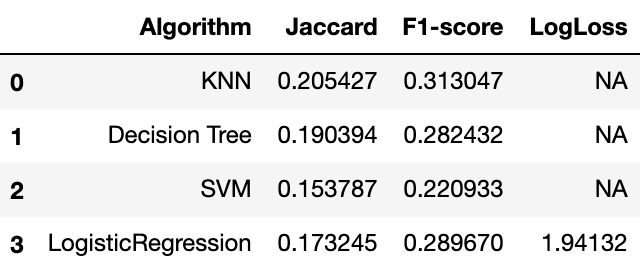 Algorithm Jaccard F1-score LogLoss
0 KNN 0.205427 0.313047 NA
1 Decision Tree 0.190394 0.282432 NA
2 SVM 0.153787 0.220933 NA
3 LogisticRegression 0.173245 0.289670 1.94132